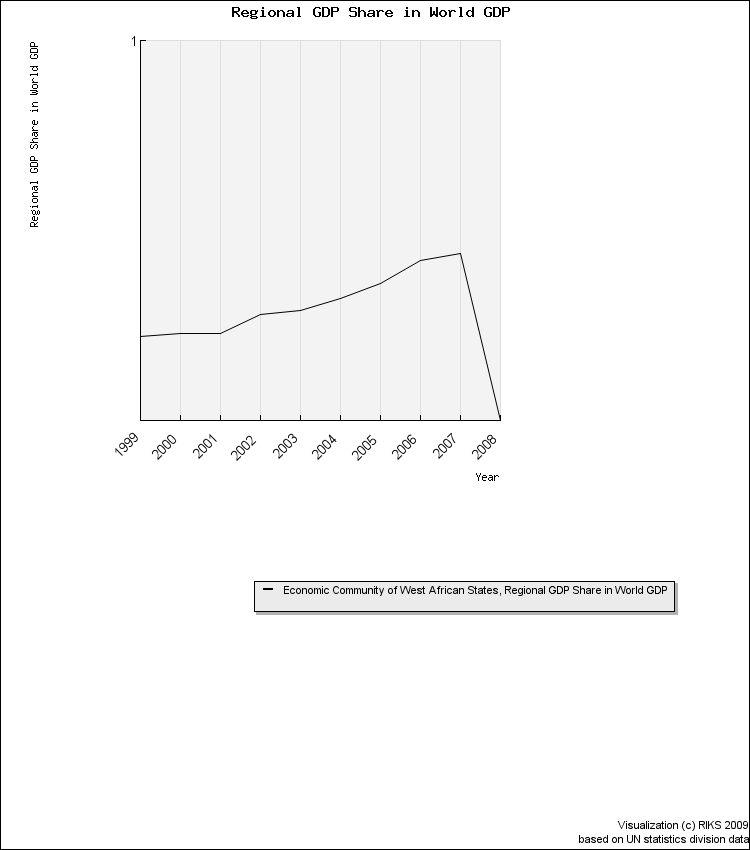 Regional GDP Share in World GDP
Regional GDP Share in World GDP
1
1999 2000 2001 2002 2003 2004 2005 2006 2007 2008
Year
Economic Community of West African States, Regional GDP Share in World GDP
Visualization (c) RIKS 2009
based on UN statistics division data